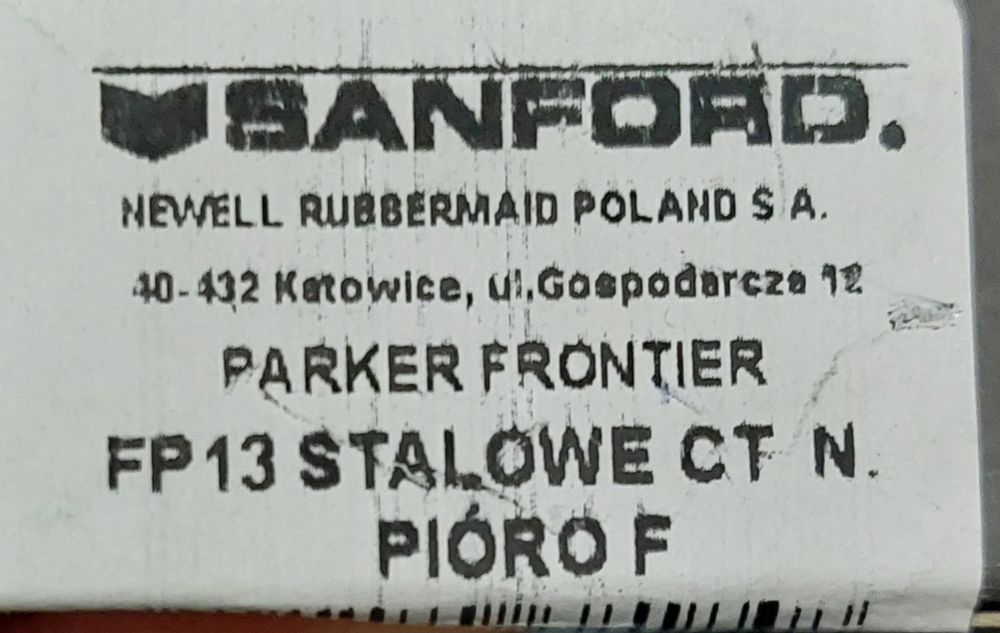 SANFORD.
NEWELL RUBBERMAID POLAND S A.
40-432 Katowice, ul.Gospodarcza 12
PARKER FRONTIER
FP13 STALOWE CT N.
PIÓRO F